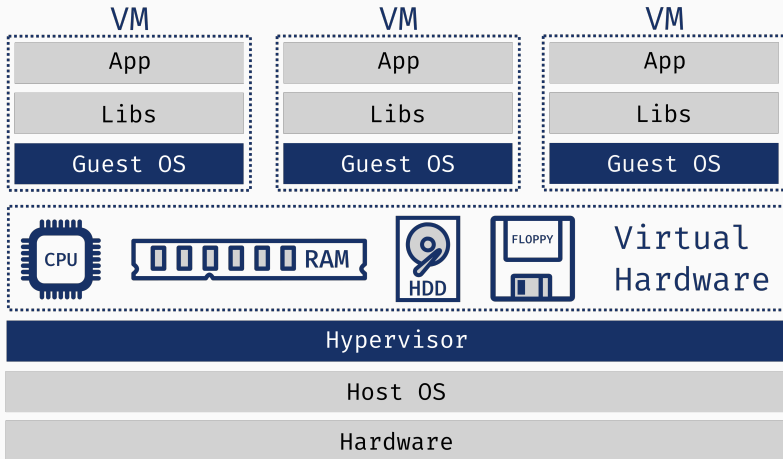 VM VM VM
App App App
Libs Libs Libs
Guest OS Guest OS Guest OS
CPU RAM HDD FLOPPY Virtual
Hardware
Hypervisor
Host OS
Hardware